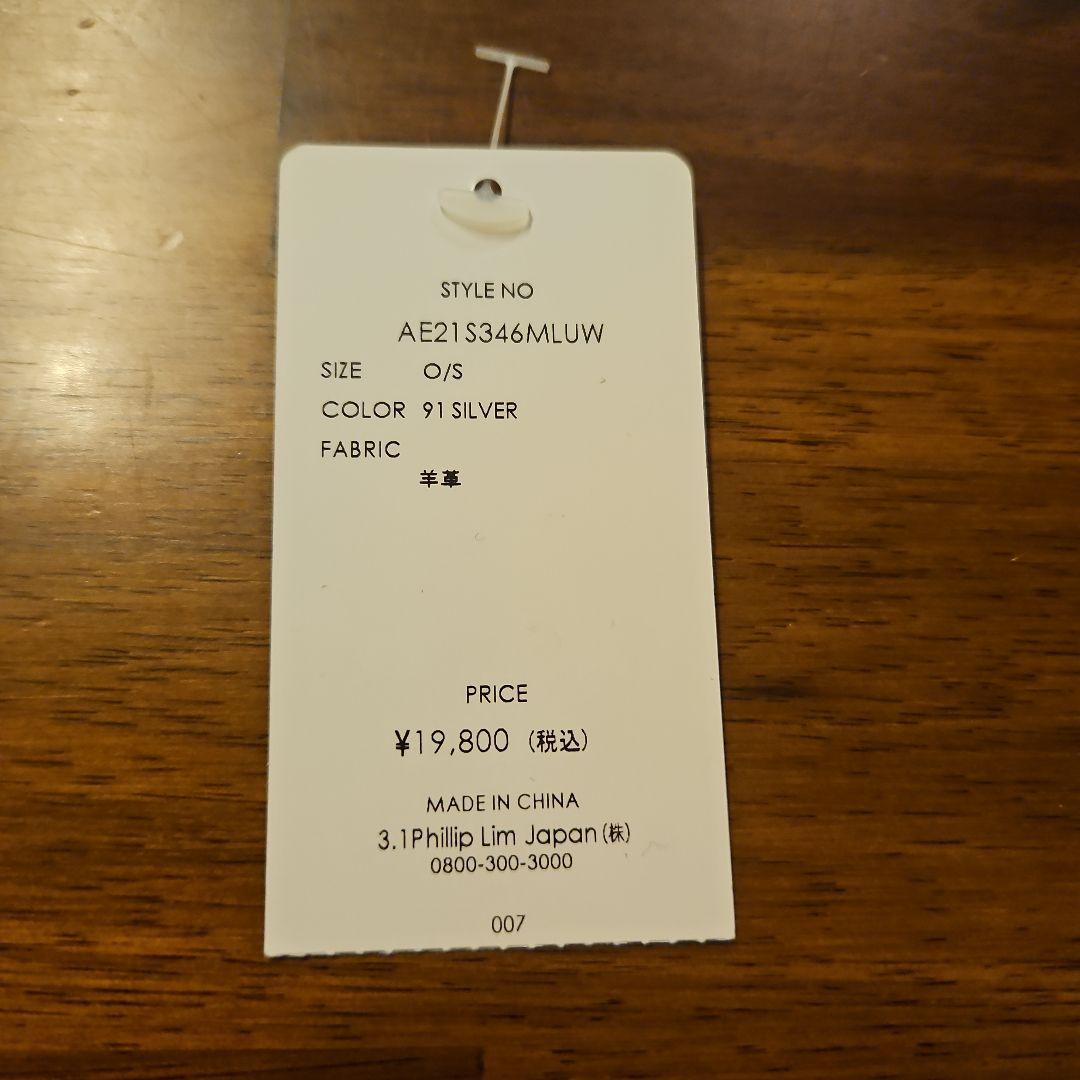 STYLE NO
AE21S346MLUW
SIZE O/S
COLOR 91 SILVER
FABRIC
羊革
PRICE
¥19,800 (税込)
MADE IN CHINA
3.1Phillip Lim Japan(株)
0800-300-3000
007